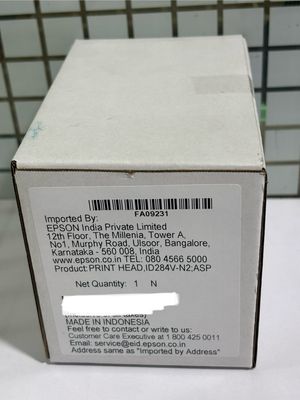 FA09231
Imported By:
EPSON India Private Limited
12th Floor, The Millenia, Tower A,
No1, Murphy Road, Ulsoor, Bangalore,
Karnataka - 560 008, India
www.epson.co.in TEL: 080 4566 5000
Product:PRINT HEAD,ID284V-N2;ASP
Net Quantity: 1 N
MADE IN INDONESIA
Feel free to contact or write to us:
Customer Care Executive at 1 800 425 0011
Email: service@eid.epson.co.in
Address same as "Imported by Address"